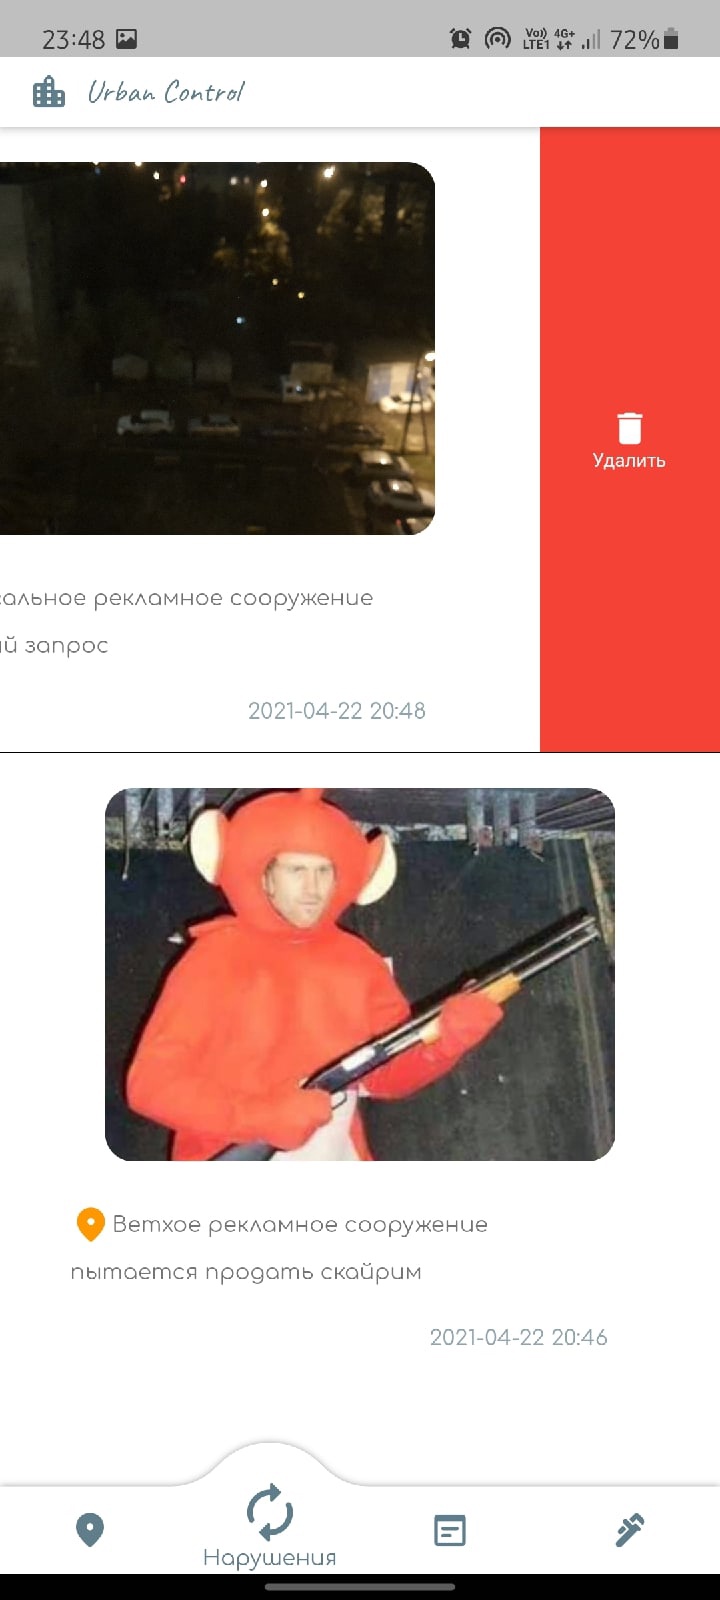 23:48
Vo)) 4G+
LTE1
72%
Urban Control
Удалить
альное рекламное сооружение
й запрос
2021-04-22 20:48
Ветхое рекламное сооружение
пытается продать скайрим
2021-04-22 20:46
Нарушения